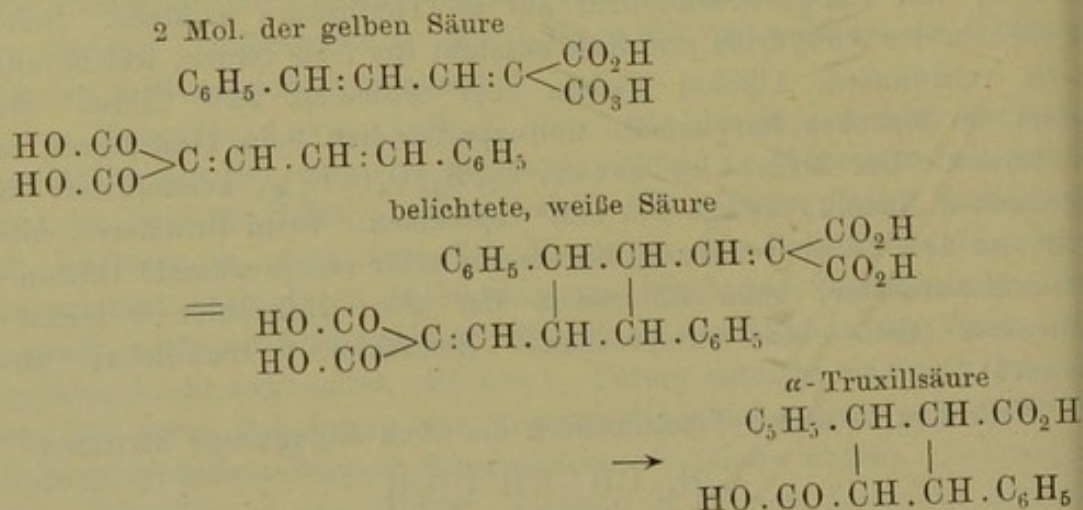 2 Mol. der gelben Säure
C₆H₅.CH:CH.CH:C<CO₂H
CO₃H
HO.CO
HO.CO>C:CH.CH:CH.C₆H₅
belichtete, weiße Säure
C₆H₅.CH.CH.CH:C<CO₂H
CO₂H
| |
= HO.CO
HO.CO>C:CH.CH.CH.C₆H₅
α-Truxillsäure
C₅H₅.CH.CH.CO₂H
→ | |
HO.CO.CH.CH.C₆H₅